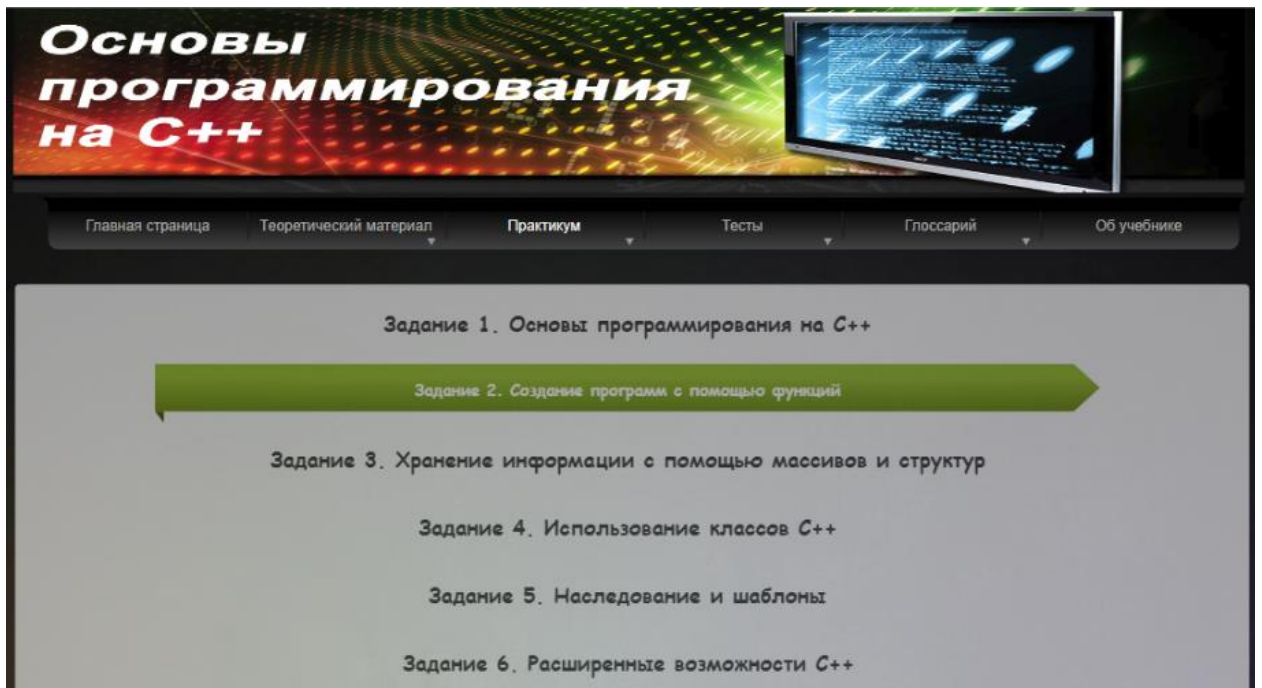 Основы
программирования
на С++
Главная страница Теоретический материал Практикум Тесты Глоссарий Об учебнике
Задание 1. Основы программирования на С++
Задание 2. Создание программ с помощью функций
Задание 3. Хранение информации с помощью массивов и структур
Задание 4. Использование классов С++
Задание 5. Наследование и шаблоны
Задание 6. Расширенные возможности С++